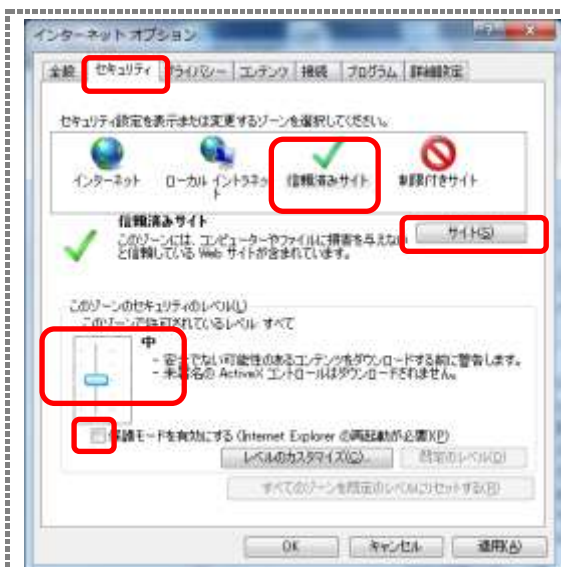 インターネット オプション
全般 セキュリティ プライバシー コンテンツ 接続 プログラム 詳細設定
セキュリティ設定を表示または変更するゾーンを選択してください。
インターネット ローカル イントラネット 信頼済みサイト 制限付きサイト
信頼済みサイト
このゾーンには、コンピューターやファイルに損害を与えない
と信頼している Web サイトが含まれています。
サイト(S)
このゾーンのセキュリティのレベル(L)
このゾーンで許可されているレベル: すべて
中
- 安全でない可能性のあるコンテンツをダウンロードする前に警告します。
- 未署名の ActiveX コントロールはダウンロードされません。
保護モードを有効にする (Internet Explorer の再起動が必要)(P)
レベルのカスタマイズ(C)... 既定のレベル(D)
すべてのゾーンを既定のレベルにリセットする(R)
OK キャンセル 適用(A)